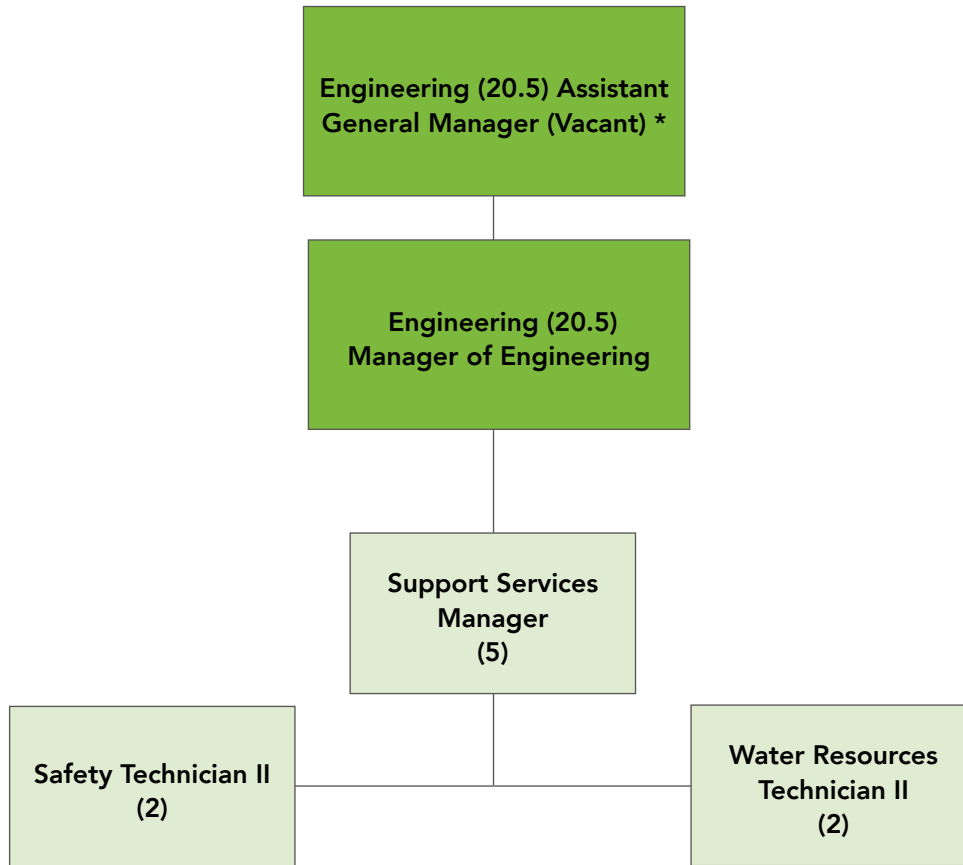 Engineering (20.5) Assistant
General Manager (Vacant) *
Engineering (20.5)
Manager of Engineering
Support Services
Manager
(5)
Safety Technician II
(2)
Water Resources
Technician II
(2)